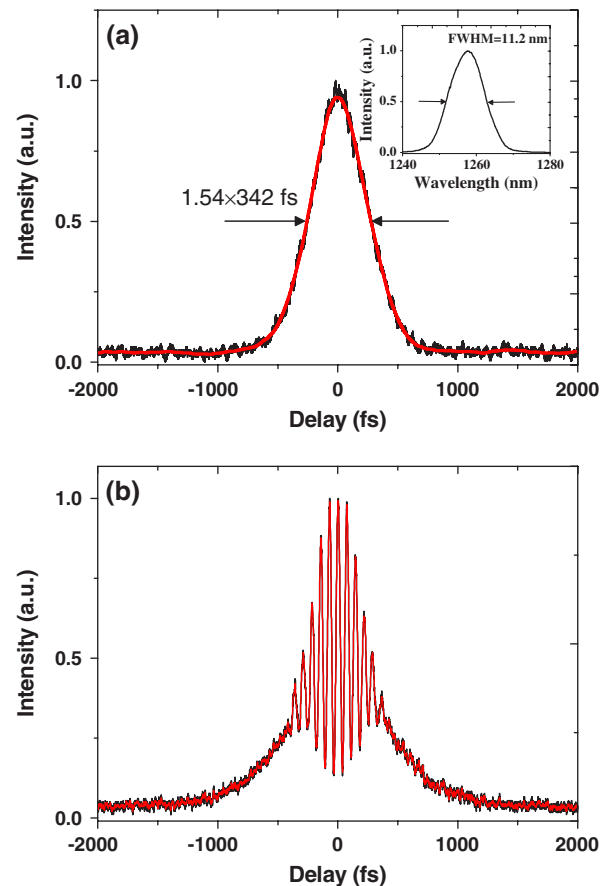 (a)
FWHM=11.2 nm
1.0
0.5
0.0
Intensity (a.u.)
1240
1260
1280
Wavelength (nm)
1.54×342 fs
1.0
0.5
0.0
Intensity (a.u.)
-2000
-1000
0
1000
2000
Delay (fs)
(b)
1.0
0.5
0.0
Intensity (a.u.)
-2000
-1000
0
1000
2000
Delay (fs)